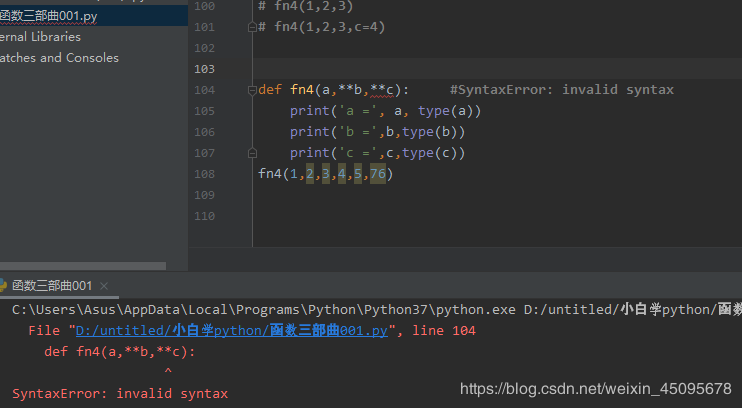 函数三部曲001.py
ernal Libraries
atches and Consoles
100 # fn4(1,2,3)
101 # fn4(1,2,3,c=4)
102
103
104 def fn4(a,**b,**c): #SyntaxError: invalid syntax
105 print('a =', a, type(a))
106 print('b =',b,type(b))
107 print('c =',c,type(c))
108 fn4(1,2,3,4,5,76)
109
110
函数三部曲001 ×
C:\Users\Asus\AppData\Local\Programs\Python\Python37\python.exe D:/untitled/小白学python/函数
File "D:/untitled/小白学python/函数三部曲001.py", line 104
def fn4(a,**b,**c):
^
SyntaxError: invalid syntax
https://blog.csdn.net/weixin_45095678